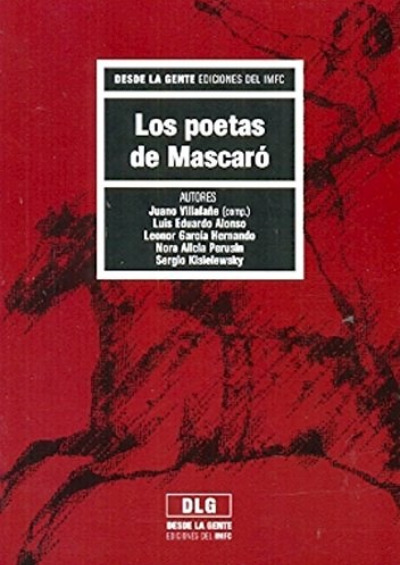 DESDE LA GENTE EDICIONES DEL IMFC
Los poetas
de Mascaró
AUTORES
Juano Villafañe (comp.)
Luis Eduardo Alonso
Leonor García Hernando
Nora Alicia Perusin
Sergio Kisielewsky
DLG
DESDE LA GENTE
EDICIONES DEL IMFC